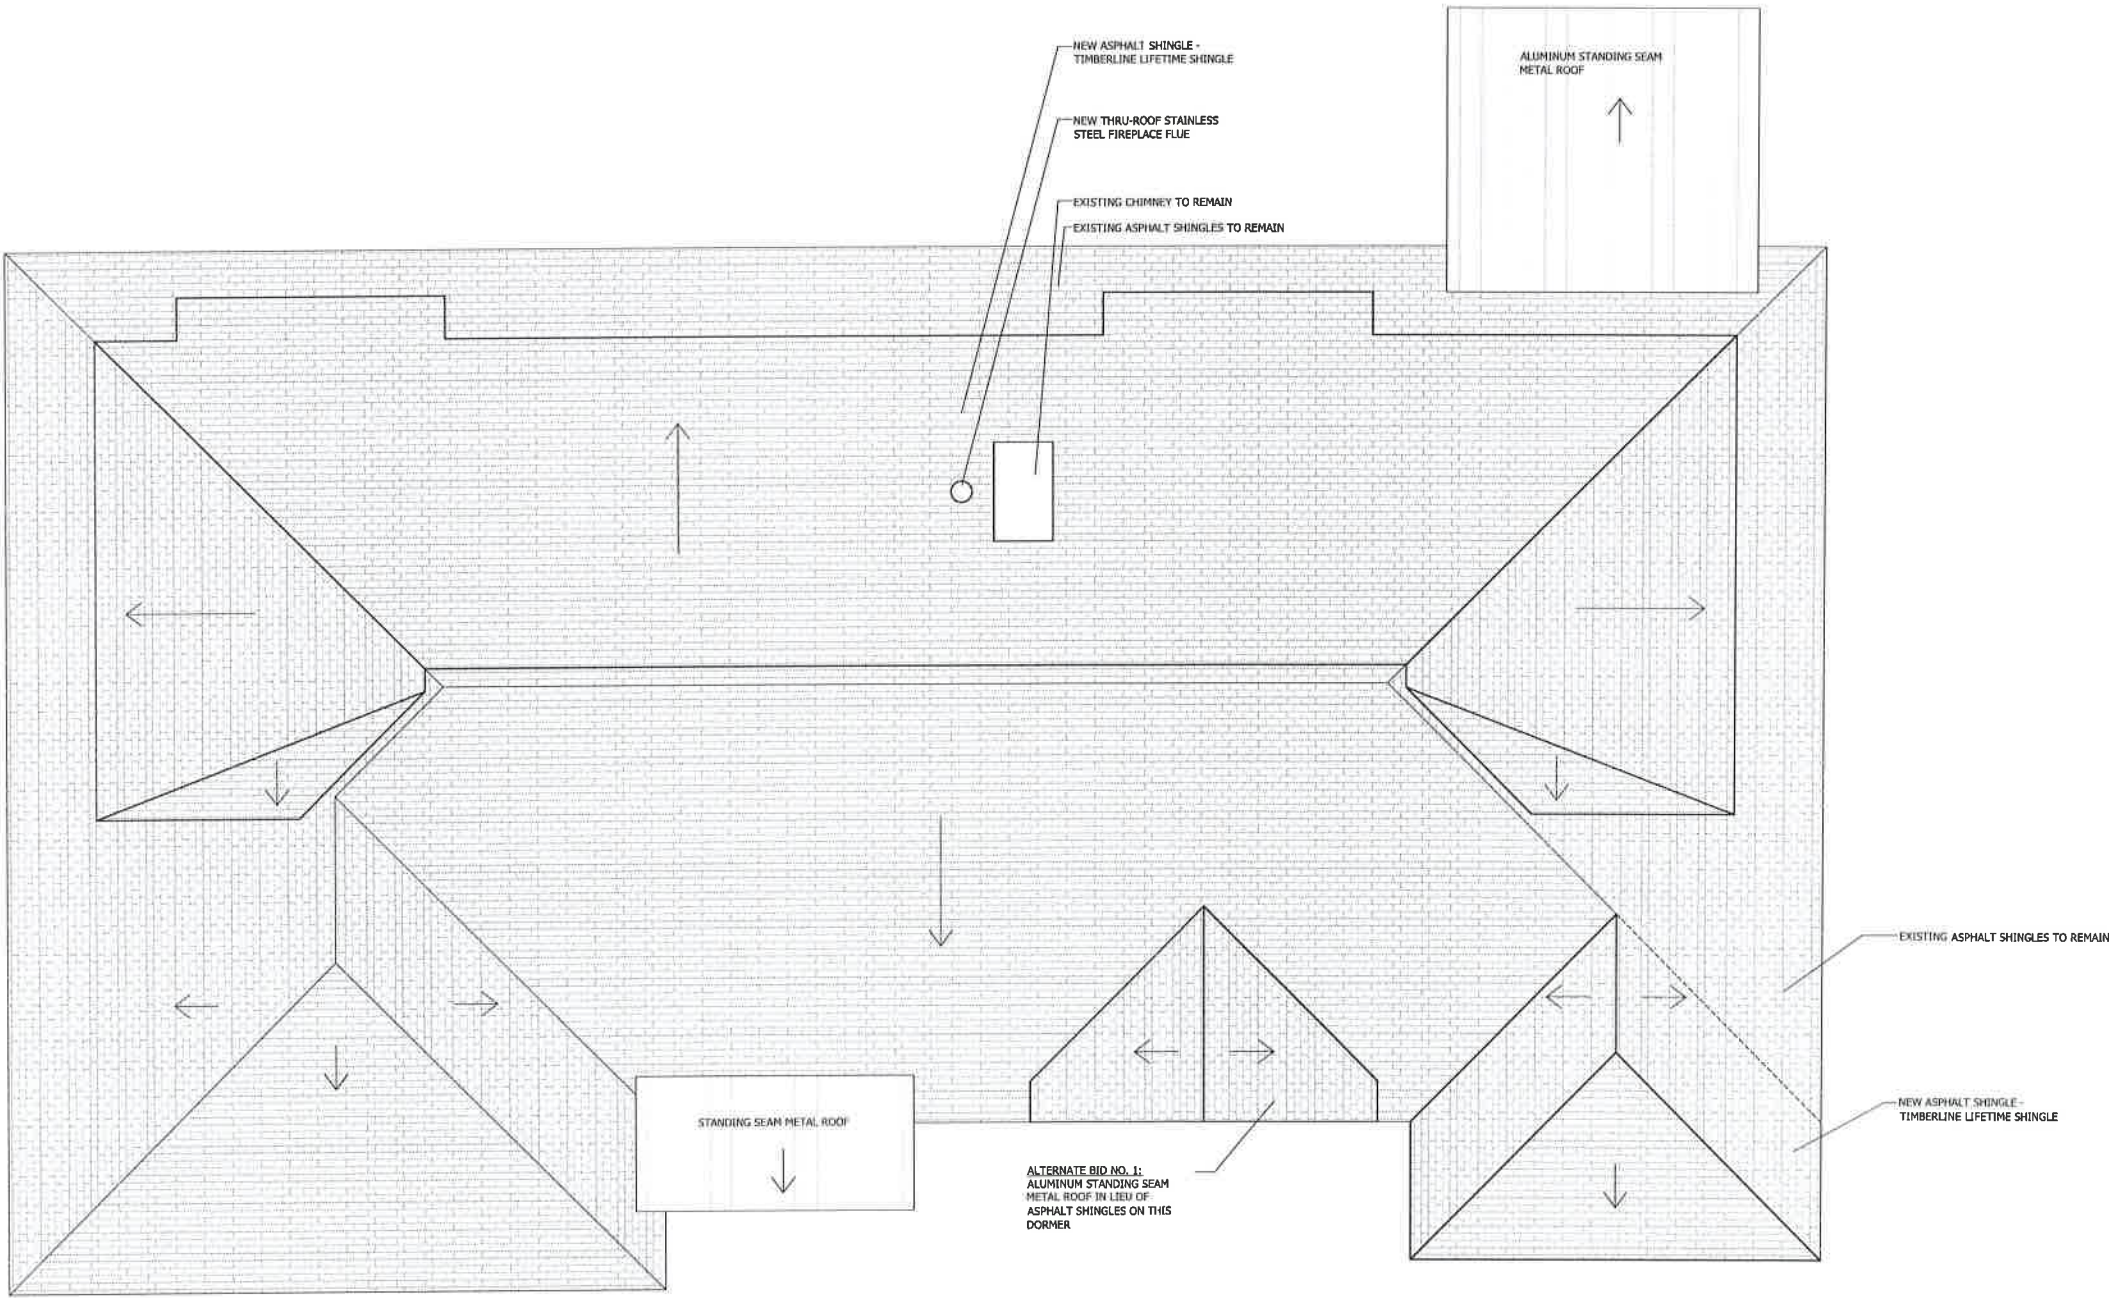 NEW ASPHALT SHINGLE -
TIMBERLINE LIFETIME SHINGLE
ALUMINUM STANDING SEAM
METAL ROOF
NEW THRU-ROOF STAINLESS
STEEL FIREPLACE FLUE
EXISTING CHIMNEY TO REMAIN
EXISTING ASPHALT SHINGLES TO REMAIN
EXISTING ASPHALT SHINGLES TO REMAIN
NEW ASPHALT SHINGLE -
TIMBERLINE LIFETIME SHINGLE
STANDING SEAM METAL ROOF
ALTERNATE BID NO. 1:
ALUMINUM STANDING SEAM
METAL ROOF IN LIEU OF
ASPHALT SHINGLES ON THIS
DORMER